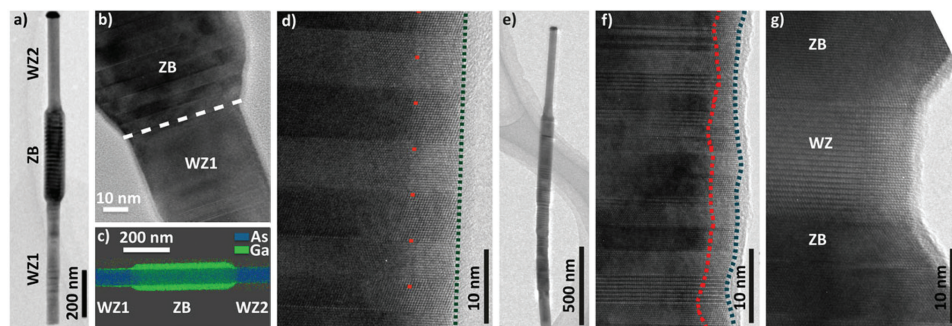 a)
WZ2
ZB
WZ1
200 nm
b)
ZB
WZ1
10 nm
c)
200 nm
As
Ga
WZ1 ZB WZ2
d)
10 nm
e)
500 nm
f)
10 nm
g)
ZB
WZ
ZB
10 nm